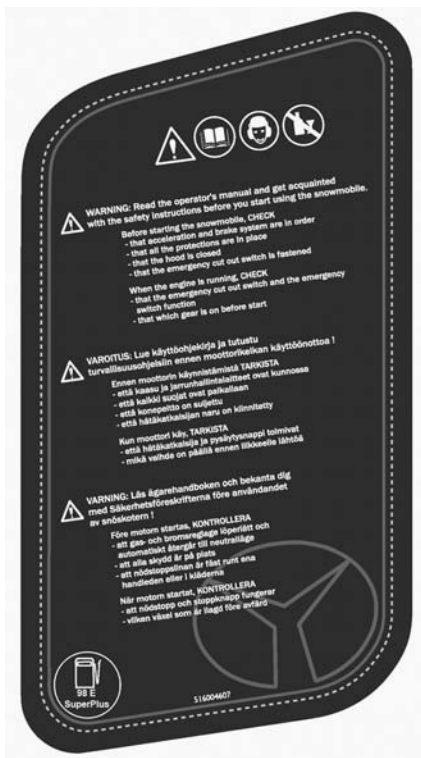 WARNING: Read the operator's manual and get acquainted
with the safety instructions before you start using the snowmobile.
Before starting the snowmobile, CHECK
- that acceleration and brake system are in order
- that all the protections are in place
- that the hood is closed
- that the emergency cut out switch is fastened
When the engine is running, CHECK
- that the emergency cut out switch and the emergency
switch function
- that which gear is on before start
VAROITUS: Lue käyttöohjekirja ja tutustu
turvallisuusohjeisiin ennen moottorikelkan käyttöönottoa !
Ennen moottorin käynnistämistä TARKISTA
- että kaasu ja jarrunhallintalaitteet ovat kunnossa
- että kaikki suojat ovat paikallaan
- että konepeitto on suljettu
- että hätäkatkaisijan naru on kiinnitetty
Kun moottori käy, TARKISTA
- että hätäkatkaisija ja pysäytysnappi toimivat
- mikä vaihde on päällä ennen liikkeelle lähtöä
VARNING: Läs ägarehandboken och bekanta dig
med Säkerhetsföreskrifterna före användandet
av snöskotern !
Före motorn startas, KONTROLLERA
- att gas- och bromsreglage löperlätt och
automatiskt återgår till neutralläge
- att alla skydd är på plats
- att nödstoppslinan är fäst runt ena
handleden eller i kläderna
När motorn startat, KONTROLLERA
- att nödstopp och stoppknapp fungerar
- vilken växel som är ilagd före avfärd
98 E
SuperPlus
516004607